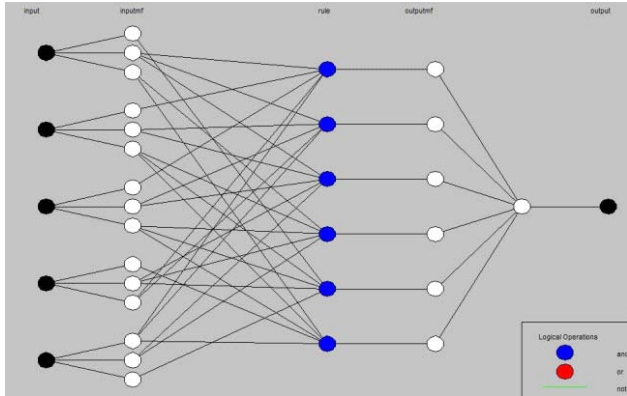 input inputmf rule outputmf output
Logical Operations
and
or
not